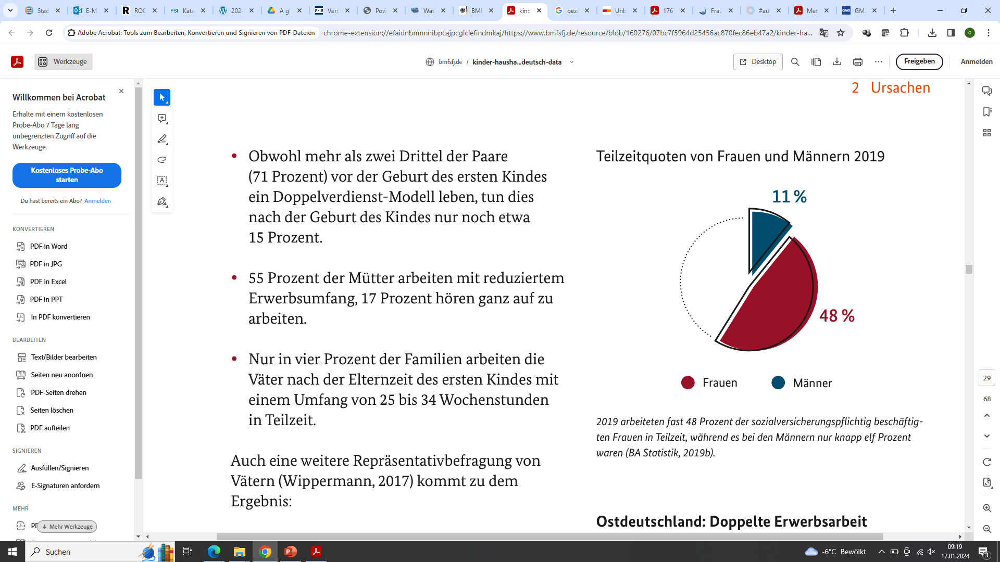 Stad
E-M
ROC
PSI Kata
2024
A gl
FHE Verö
Pow
Was
BMF
kind
beza
Unb
176
Frau
#au
Met
GMX GMX
Adobe Acrobat: Tools zum Bearbeiten, Konvertieren und Signieren von PDF-Dateien
chrome-extension://efaidnbmnnnibpcajpcglclefindmkaj/https://www.bmfsfj.de/resource/blob/160276/07bc7f5964d25456ac870fec86eb47a2/kinder-ha...
c
Werkzeuge
bmfsfj.de / kinder-hausha...deutsch-data
Desktop
Freigeben
Anmelden
Willkommen bei Acrobat
Erhalte mit einem kostenlosen
Probe-Abo 7 Tage lang
unbegrenzten Zugriff auf die
Werkzeuge.
Kostenloses Probe-Abo
starten
Du hast bereits ein Abo? Anmelden
KONVERTIEREN
PDF in Word
PDF in JPG
PDF in Excel
PDF in PPT
In PDF konvertieren
BEARBEITEN
Text/Bilder bearbeiten
Seiten neu anordnen
PDF-Seiten drehen
Seiten löschen
PDF aufteilen
SIGNIEREN
Ausfüllen/Signieren
E-Signaturen anfordern
MEHR
Mehr Werkzeuge
2 Ursachen
• Obwohl mehr als zwei Drittel der Paare
(71 Prozent) vor der Geburt des ersten Kindes
ein Doppelverdienst-Modell leben, tun dies
nach der Geburt des Kindes nur noch etwa
15 Prozent.
• 55 Prozent der Mütter arbeiten mit reduziertem
Erwerbsumfang, 17 Prozent hören ganz auf zu
arbeiten.
• Nur in vier Prozent der Familien arbeiten die
Väter nach der Elternzeit des ersten Kindes mit
einem Umfang von 25 bis 34 Wochenstunden
in Teilzeit.
Auch eine weitere Repräsentativbefragung von
Vätern (Wippermann, 2017) kommt zu dem
Ergebnis:
Teilzeitquoten von Frauen und Männern 2019
11 %
48 %
Frauen
Männer
2019 arbeiteten fast 48 Prozent der sozialversicherungspflichtig beschäftig-
ten Frauen in Teilzeit, während es bei den Männern nur knapp elf Prozent
waren (BA Statistik, 2019b).
Ostdeutschland: Doppelte Erwerbsarbeit
29
68
Suchen
-6°C Bewölkt
09:19
17.01.2024
3